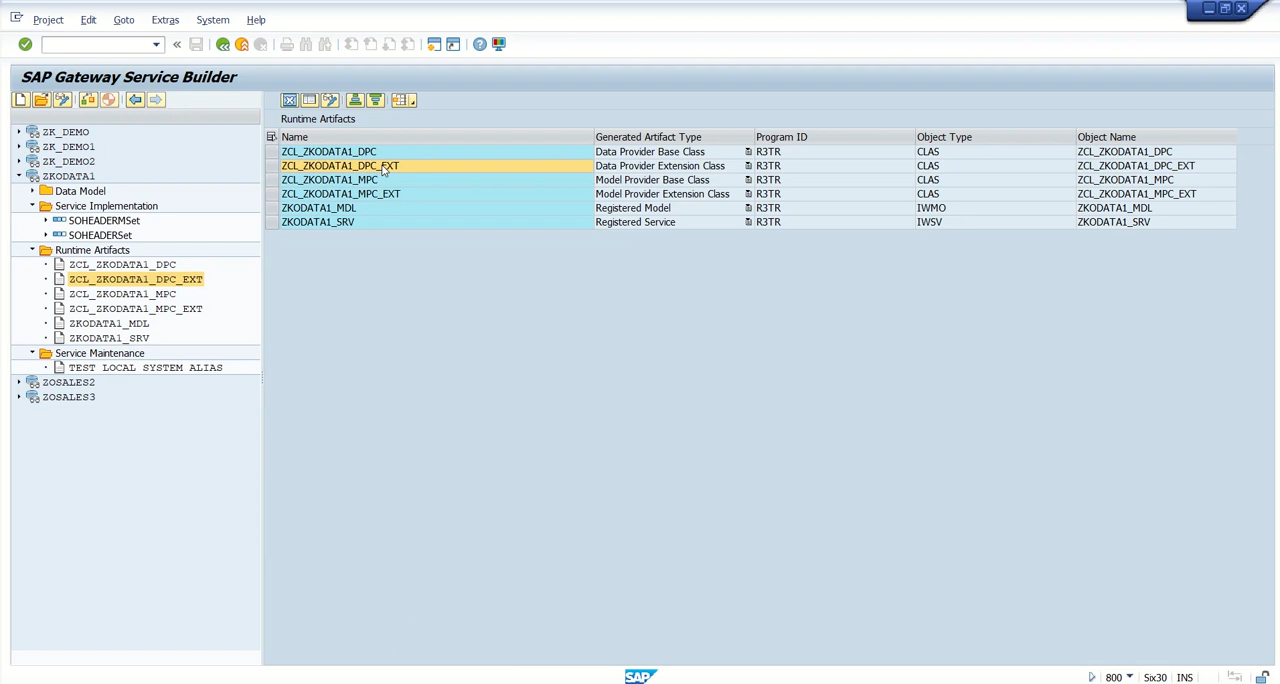 Project Edit Goto Extras System Help
SAP Gateway Service Builder
Runtime Artifacts
Name Generated Artifact Type Program ID Object Type Object Name
ZCL_ZKODATA1_DPC Data Provider Base Class R3TR CLAS ZCL_ZKODATA1_DPC
ZCL_ZKODATA1_DPC_EXT Data Provider Extension Class R3TR CLAS ZCL_ZKODATA1_DPC_EXT
ZCL_ZKODATA1_MPC Model Provider Base Class R3TR CLAS ZCL_ZKODATA1_MPC
ZCL_ZKODATA1_MPC_EXT Model Provider Extension Class R3TR CLAS ZCL_ZKODATA1_MPC_EXT
ZKODATA1_MDL Registered Model R3TR IWMO ZKODATA1_MDL
ZKODATA1_SRV Registered Service R3TR IWSV ZKODATA1_SRV
ZK_DEMO
ZK_DEMO1
ZK_DEMO2
ZKODATA1
Data Model
Service Implementation
SOHEADERMSet
SOHEADERSet
Runtime Artifacts
ZCL_ZKODATA1_DPC
ZCL_ZKODATA1_DPC_EXT
ZCL_ZKODATA1_MPC
ZCL_ZKODATA1_MPC_EXT
ZKODATA1_MDL
ZKODATA1_SRV
Service Maintenance
TEST LOCAL SYSTEM ALIAS
ZOSALES2
ZOSALES3
SAP
800 Six30 INS